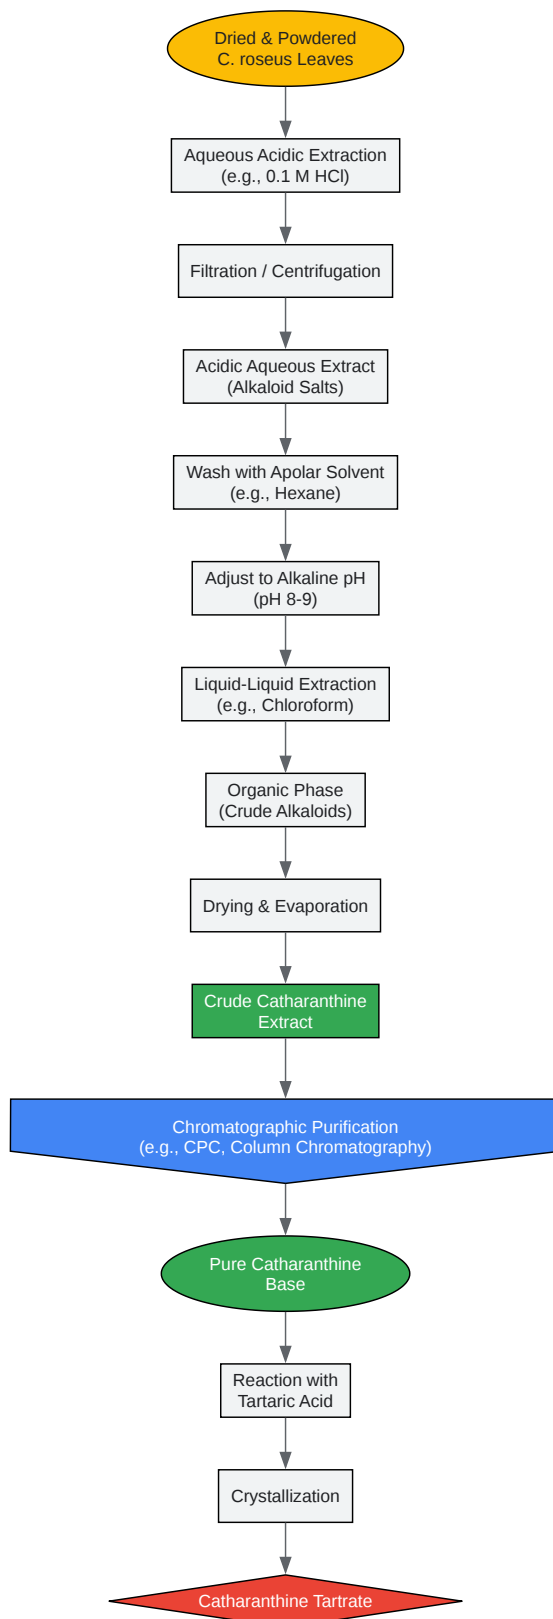 Dried & Powdered
C. roseus Leaves
Aqueous Acidic Extraction
(e.g., 0.1 M HCl)
Filtration / Centrifugation
Acidic Aqueous Extract
(Alkaloid Salts)
Wash with Apolar Solvent
(e.g., Hexane)
Adjust to Alkaline pH
(pH 8-9)
Liquid-Liquid Extraction
(e.g., Chloroform)
Organic Phase
(Crude Alkaloids)
Drying & Evaporation
Crude Catharanthine
Extract
Chromatographic Purification
(e.g., CPC, Column Chromatography)
Pure Catharanthine
Base
Reaction with
Tartaric Acid
Crystallization
Catharanthine Tartrate